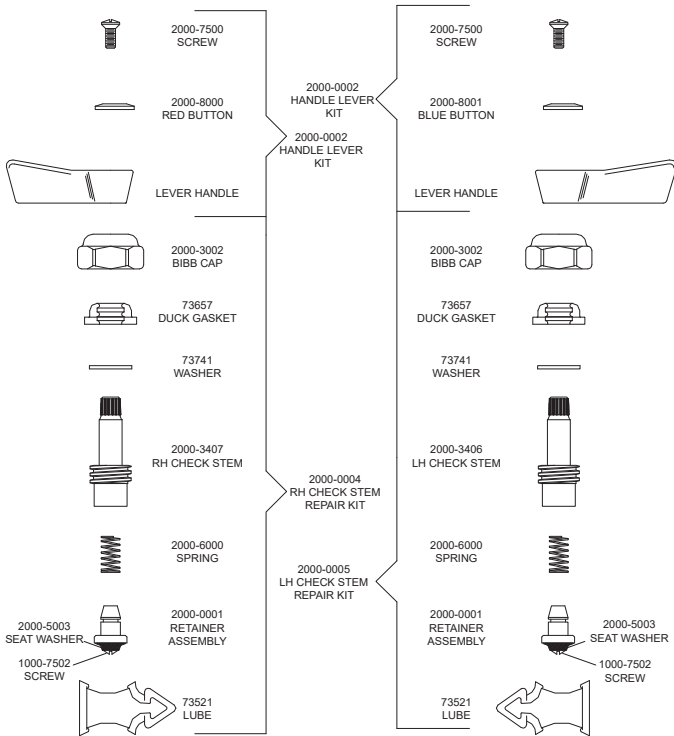 2000-7500
SCREW
2000-8000
RED BUTTON
LEVER HANDLE
2000-0002
HANDLE LEVER
KIT
2000-3002
BIBB CAP
73657
DUCK GASKET
73741
WASHER
2000-3407
RH CHECK STEM
2000-6000
SPRING
2000-0001
RETAINER
ASSEMBLY
2000-5003
SEAT WASHER
1000-7502
SCREW
73521
LUBE
2000-0004
RH CHECK STEM
REPAIR KIT
2000-0002
HANDLE LEVER
KIT
2000-7500
SCREW
2000-8001
BLUE BUTTON
LEVER HANDLE
2000-0005
LH CHECK STEM
REPAIR KIT
2000-3002
BIBB CAP
73657
DUCK GASKET
73741
WASHER
2000-3406
LH CHECK STEM
2000-6000
SPRING
2000-0001
RETAINER
ASSEMBLY
2000-5003
SEAT WASHER
1000-7502
SCREW
73521
LUBE